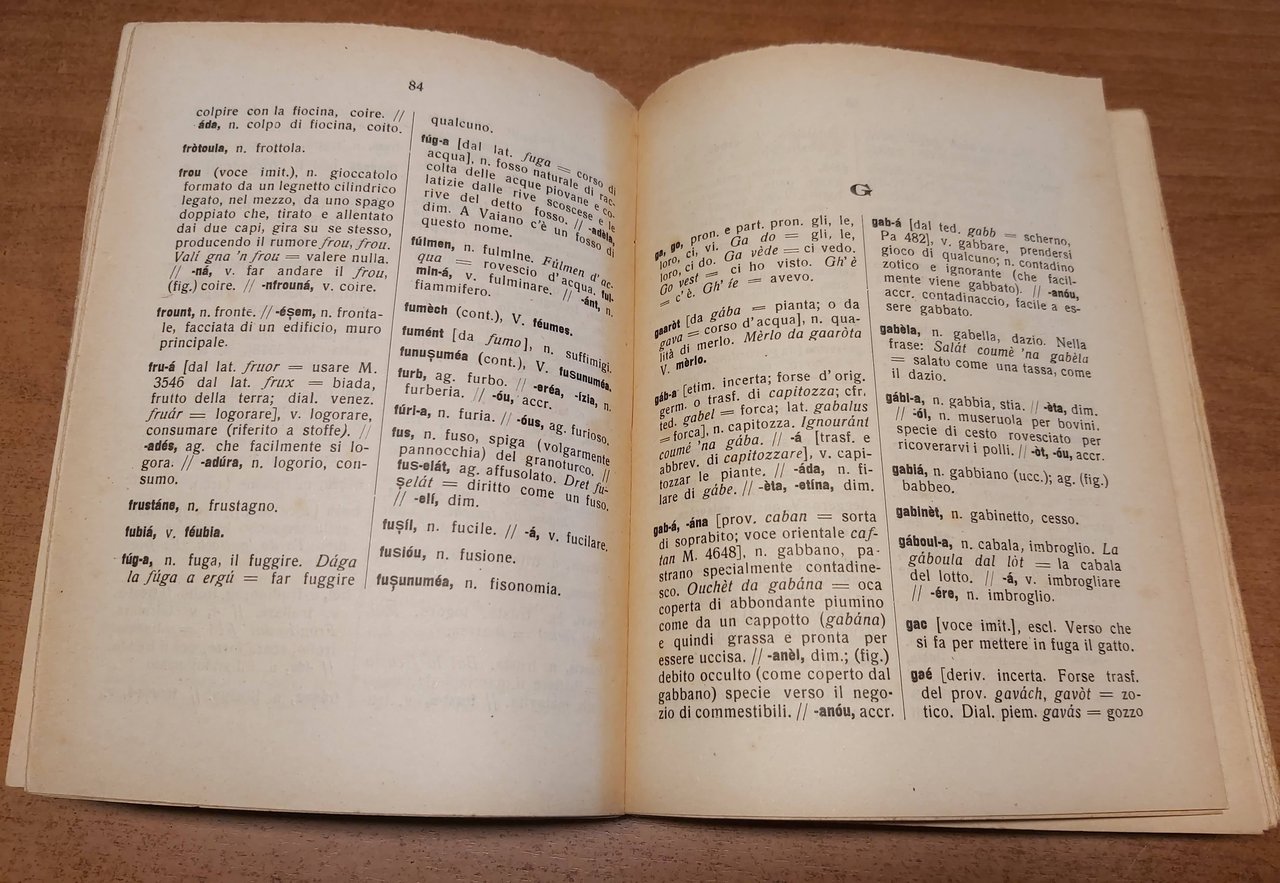 84
colpire con la fiocina, coire. //
áda, n. colpo di fiocina, coito.
fròtoula, n. frottola.
frou (voce imit.), n. gioccatolo
formato da un legnetto cilindrico
legato, nel mezzo, da uno spago
doppiato che, tirato e allentato
dai due capi, gira su se stesso,
producendo il rumore frou, frou.
Valí gna 'n frou = valere nulla.
// -ná, v. far andare il frou,
(fig.) coire. // -nfrouná, v. coire.
frount, n. fronte. // -éșem, n. fronta-
le, facciata di un edificio, muro
principale.
fru-á [dal lat. fruor = usare M.
3546 dal lat. frux = biada,
frutto della terra; dial. venez.
fruár = logorare], v. logorare,
consumare (riferito a stoffe). //
-adés, ag. che facilmente si lo-
gora. // -adúra, n. logorio, con-
sumo.
frustáne, n. frustagno.
fubiá, v. féubia.
fúg-a, n. fuga, il fuggire. Dága
la fúga a ergú = far fuggire
qualcuno.
fúg-a [dal lat. fuga = corso di
acqua], n. fosso naturale di rac-
colta delle acque piovane e co-
latizie dalle rive scoscese e le
rive del detto fosso. // -adèla,
dim. A Vaiano c'è un fosso di
questo nome.
fúlmen, n. fulmine. Fúlmen d'ac-
qua = rovescio d'acqua. ful-
min-á, v. fulminare. // -ánt, n.
fiammifero.
fumèch (cont.), V. féumes.
fumént [da fumo], n. suffimigi.
funușuméa (cont.), V. fusunuméa.
furb, ag. furbo. // -eréa, -ízia, n.
furberia. // -óu, accr.
fúri-a, n. furia. // -óus, ag. furioso.
fus, n. fuso, spiga (volgarmente
pannocchia) del granoturco, //
fus-elát, ag. affusolato. Dret fu-
șelát = diritto come un fuso.
// -elí, dim.
fușíl, n. fucile. // -á, v. fucilare.
fusióu, n. fusione.
fușunuméa, n. fisonomia.
G
ga, go, pron. e part. pron. gli, le,
loro, ci, vi. Ga do = gli, le,
loro, ci do. Ga vède = ci vedo.
Go vest = ci ho visto. Gh'è
= c'è. Gh' íe = avevo.
gaaròt [da gába = pianta; o da
gava = corso d'acqua], n. qua-
lità di merlo. Mèrlo da gaaròta
V. mèrlo.
gáb-a [etim. incerta; forse d'orig.
germ. o trasf. di capitozza; cfr.
ted. gabel = forca; lat. gabalus
= forca], n. capitozza. Ignouránt
coumé 'na gába. // -á [trasf. e
abbrev. di capitozzare], v. capi-
tozzar le piante. // -áda, n. fi-
lare di gábe. // -èta, -etína, dim.
gab-á, -ána [prov. caban = sorta
di soprabito; voce orientale caf-
tan M. 4648], n. gabbano, pa-
strano specialmente contadine-
sco. Ouchèt da gabána = oca
coperta di abbondante piumino
come da un cappotto (gabána)
e quindi grassa e pronta per
essere uccisa. // -anèl, dim.; (fig.)
debito occulto (come coperto dal
gabbano) specie verso il nego-
zio di commestibili. // -anóu, accr.
gab-á [dal ted. gabb = scherno,
Pa 482], v. gabbare, prendersi
gioco di qualcuno; n. contadino
zotico e ignorante (che facil-
mente viene gabbato). // -anóu,
accr. contadinaccio, facile a es-
sere gabbato.
gabèla, n. gabella, dazio. Nella
frase: Salát coumè 'na gabèla
= salato come una tassa, come
il dazio.
gábi-a, n. gabbia, stia. // -èta, dim.
// -ól, n. museruola per bovini.
specie di cesto rovesciato per
ricoverarvi i polli. // -òt, -óu, accr.
gabiá, n. gabbiano (ucc.); ag. (fig.)
babbeo.
gabinèt, n. gabinetto, cesso.
gáboul-a, n. cabala, imbroglio. La
gáboula dal lòt = la cabala
del lotto. // -á, v. imbrogliare
// -ére, n. imbroglio.
gac [voce imit.], escl. Verso che
si fa per mettere in fuga il gatto.
gaé [deriv. incerta. Forse trasf.
del prov. gavách, gavòt = zo-
tico. Dial. piem. gavás = gozzo